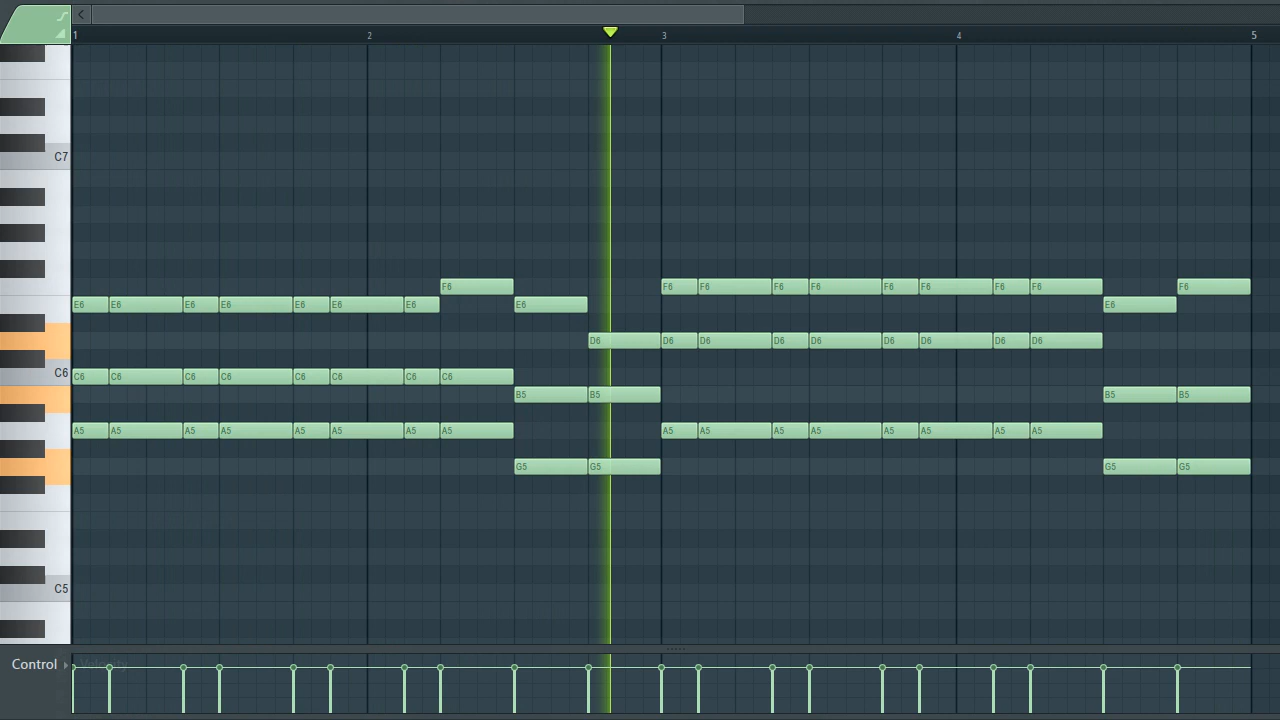 1 2 3 4 5
C7
F6 F6 F6 F6 F6 F6 F6 F6 F6 F6
E6 E6 E6 E6 E6 E6 E6 E6 E6
D6 D6 D6 D6 D6 D6 D6 D6 D6
C6 C6 C6 C6 C6 C6 C6 C6 C6
B5 B5 B5 B5
A5 A5 A5 A5 A5 A5 A5 A5 A5 A5 A5 A5 A5 A5 A5 A5
G5 G5 G5 G5
C5
Control Velocity